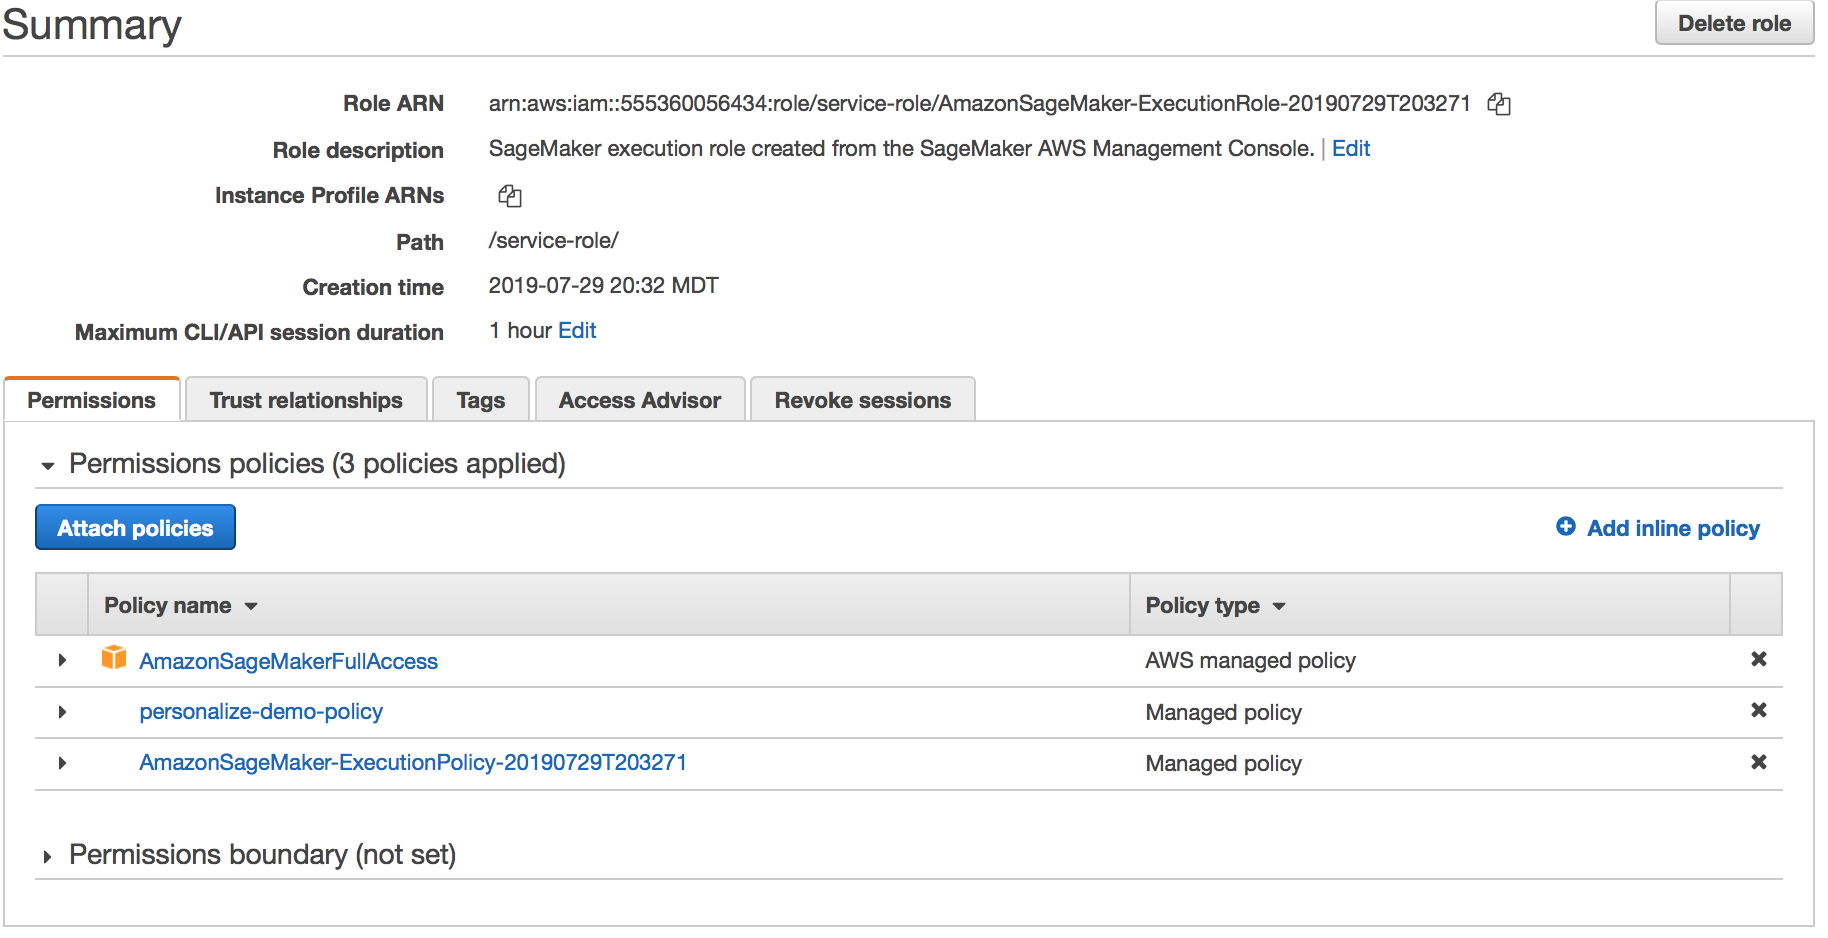 Summary
Delete role
Role ARN arn:aws:iam::555360056434:role/service-role/AmazonSageMaker-ExecutionRole-20190729T203271
Role description SageMaker execution role created from the SageMaker AWS Management Console. | Edit
Instance Profile ARNs
Path /service-role/
Creation time 2019-07-29 20:32 MDT
Maximum CLI/API session duration 1 hour Edit
Permissions Trust relationships Tags Access Advisor Revoke sessions
Permissions policies (3 policies applied)
Attach policies Add inline policy
Policy name Policy type
AmazonSageMakerFullAccess AWS managed policy
personalize-demo-policy Managed policy
AmazonSageMaker-ExecutionPolicy-20190729T203271 Managed policy
Permissions boundary (not set)